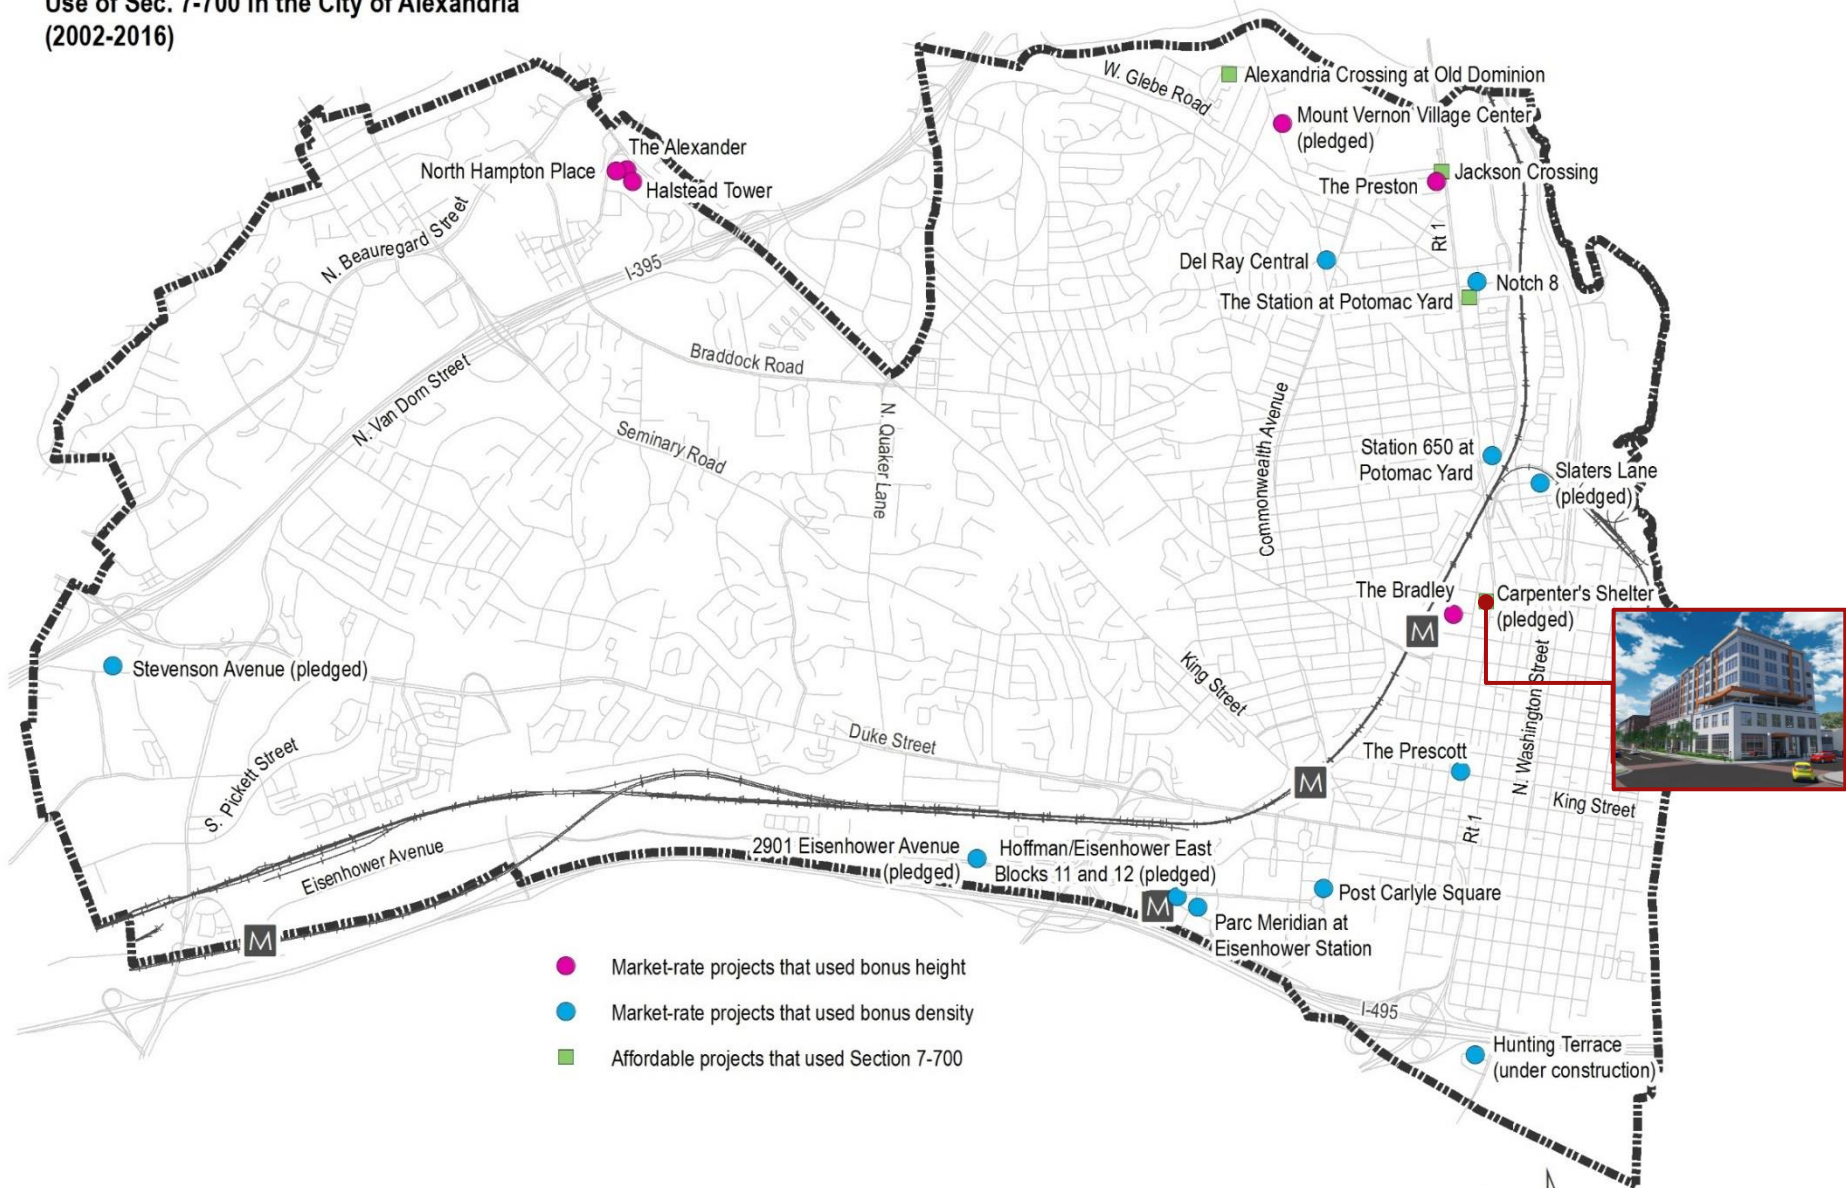 Use of Sec. 7-700 in the City of Alexandria
(2002-2016)
W. Glebe Road
Alexandria Crossing at Old Dominion
Mount Vernon Village Center
(pledged)
The Alexander
North Hampton Place
Halstead Tower
Jackson Crossing
The Preston
N. Beauregard Street
Rt 1
I-395
Del Ray Central
Notch 8
The Station at Potomac Yard
Braddock Road
N. Van Dorn Street
N. Quaker Lane
Commonwealth Avenue
Seminary Road
Station 650 at
Potomac Yard
Slaters Lane
(pledged)
The Bradley
Carpenter's Shelter
(pledged)
M
Stevenson Avenue (pledged)
King Street
N. Washington Street
Duke Street
The Prescott
S. Pickett Street
M
King Street
Rt 1
Eisenhower Avenue
2901 Eisenhower Avenue
(pledged)
Hoffman/Eisenhower East
Blocks 11 and 12 (pledged)
Post Carlyle Square
M
Parc Meridian at
Eisenhower Station
M
Market-rate projects that used bonus height
Market-rate projects that used bonus density
I-495
Affordable projects that used Section 7-700
Hunting Terrace
(under construction)